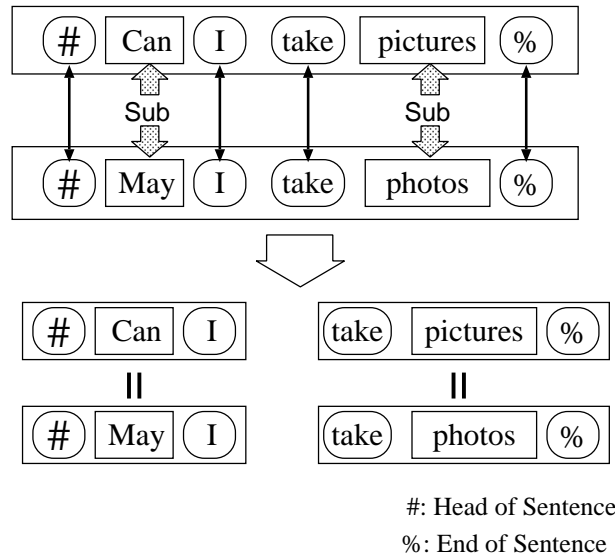 # Can I take pictures %
Sub Sub
# May I take photos %
# Can I take pictures %
# May I take photos %
#: Head of Sentence
%: End of Sentence